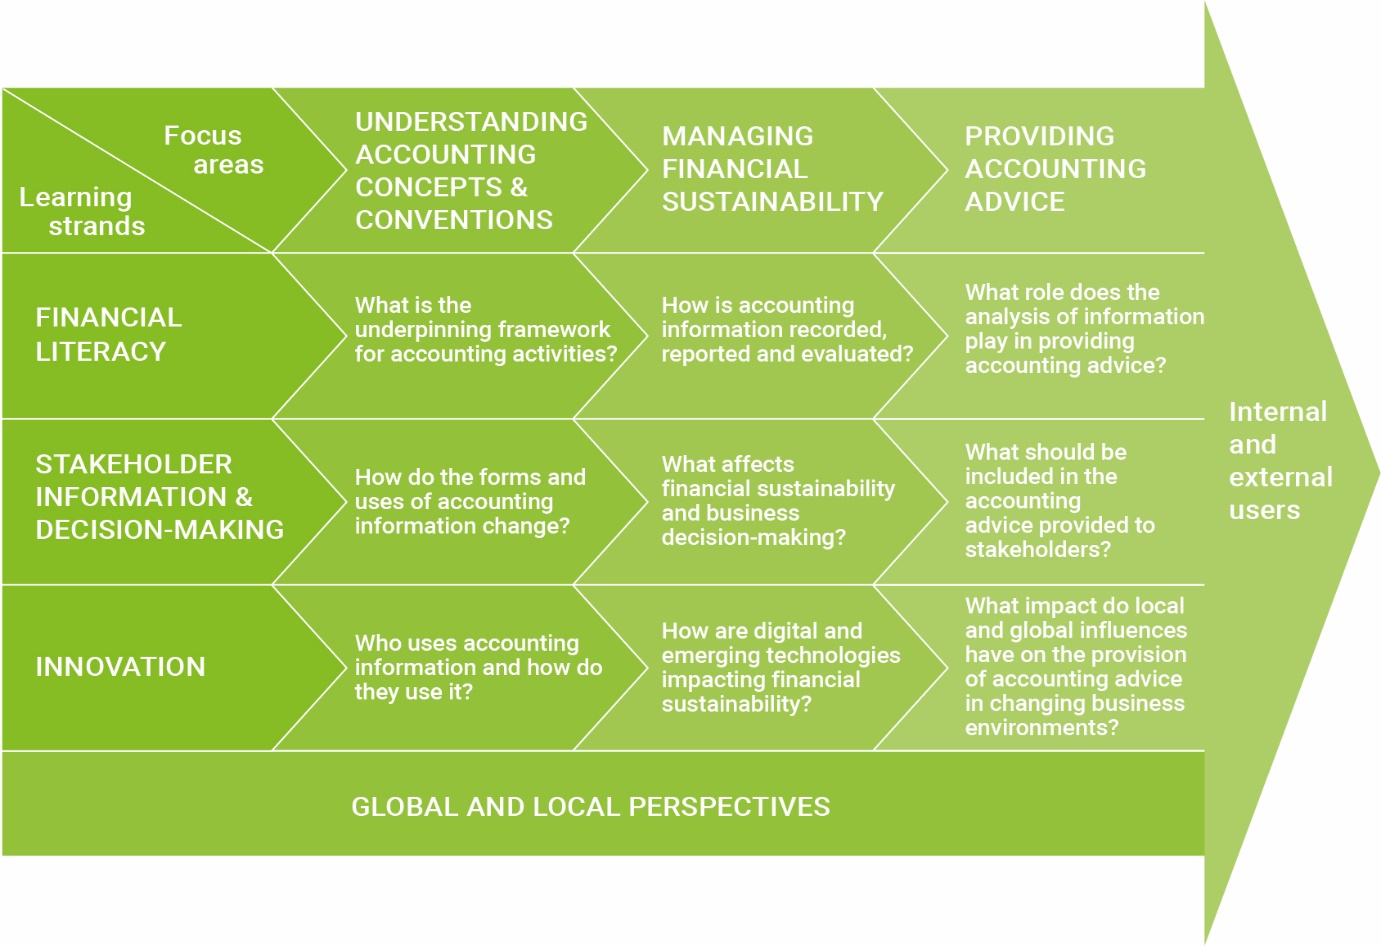 Focus
areas
Learning
strands
UNDERSTANDING
ACCOUNTING
CONCEPTS &
CONVENTIONS
MANAGING
FINANCIAL
SUSTAINABILITY
PROVIDING
ACCOUNTING
ADVICE
FINANCIAL
LITERACY
What is the
underpinning framework
for accounting activities?
How is accounting
information recorded,
reported and evaluated?
What role does the
analysis of information
play in providing
accounting advice?
STAKEHOLDER
INFORMATION &
DECISION-MAKING
How do the forms and
uses of accounting
information change?
What affects
financial sustainability
and business
decision-making?
What should be
included in the
accounting
advice provided to
stakeholders?
INNOVATION
Who uses accounting
information and how do
they use it?
How are digital and
emerging technologies
impacting financial
sustainability?
What impact do local
and global influences
have on the provision
of accounting advice
in changing business
environments?
GLOBAL AND LOCAL PERSPECTIVES
Internal
and
external
users